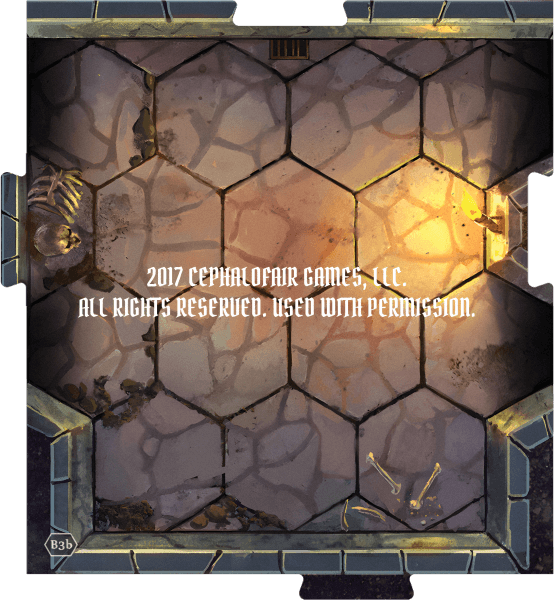 2017 CEPHALOFAIR GAMES, LLC.
ALL RIGHTS RESERVED. USED WITH PERMISSION.
B3b